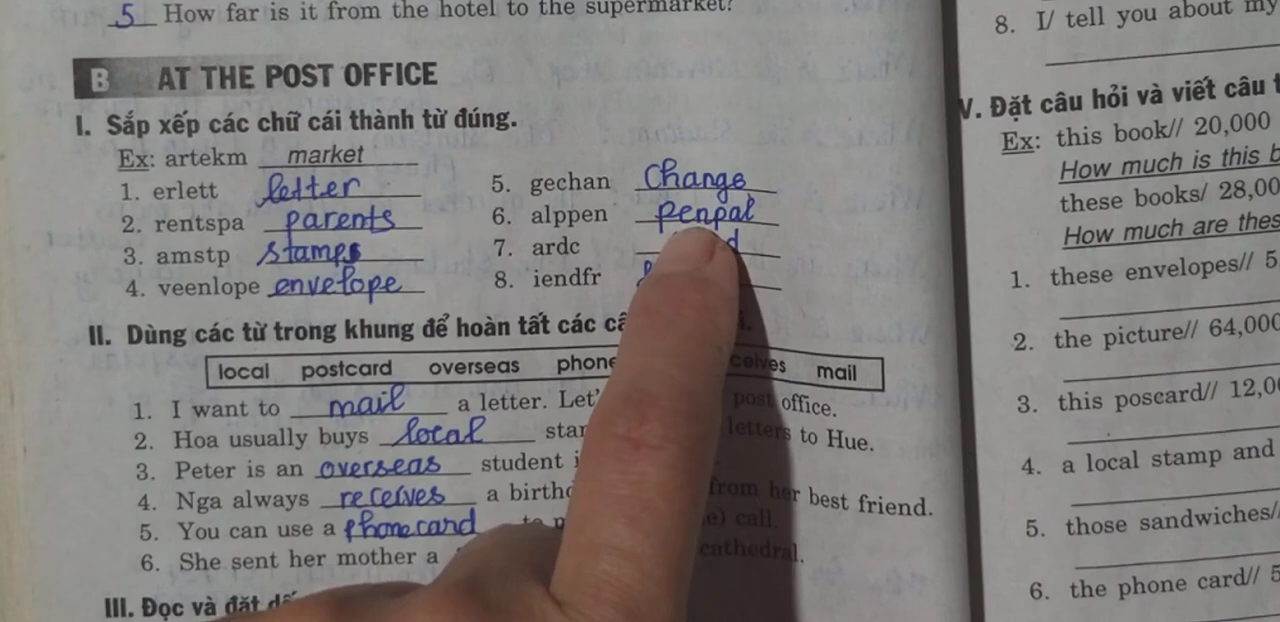 5 How far is it from the hotel to the supermarket?
B AT THE POST OFFICE
I. Sắp xếp các chữ cái thành từ đúng.
Ex: artekm market
1. erlett letter
2. rentspa parents
3. amstp stamps
4. veenlope envelope
5. gechan change
6. alppen penpal
7. ardc
8. iendfr
II. Dùng các từ trong khung để hoàn tất các
local postcard overseas phone mail
1. I want to mail a letter. post office.
2. Hoa usually buys local letters to Hue.
3. Peter is an overseas student
4. Nga always receives a from her best friend.
5. You can use a phonecard to call.
6. She sent her mother a cathedral.
III. Đọc và đặt
8. I/ tell you about my
V. Đặt câu hỏi và viết câu
Ex: this book// 20,000
How much is this
these books/ 28,00
How much are thes
1. these envelopes// 5
2. the picture// 64,000
3. this poscard// 12,0
4. a local stamp and
5. those sandwiches/
6. the phone card// 5